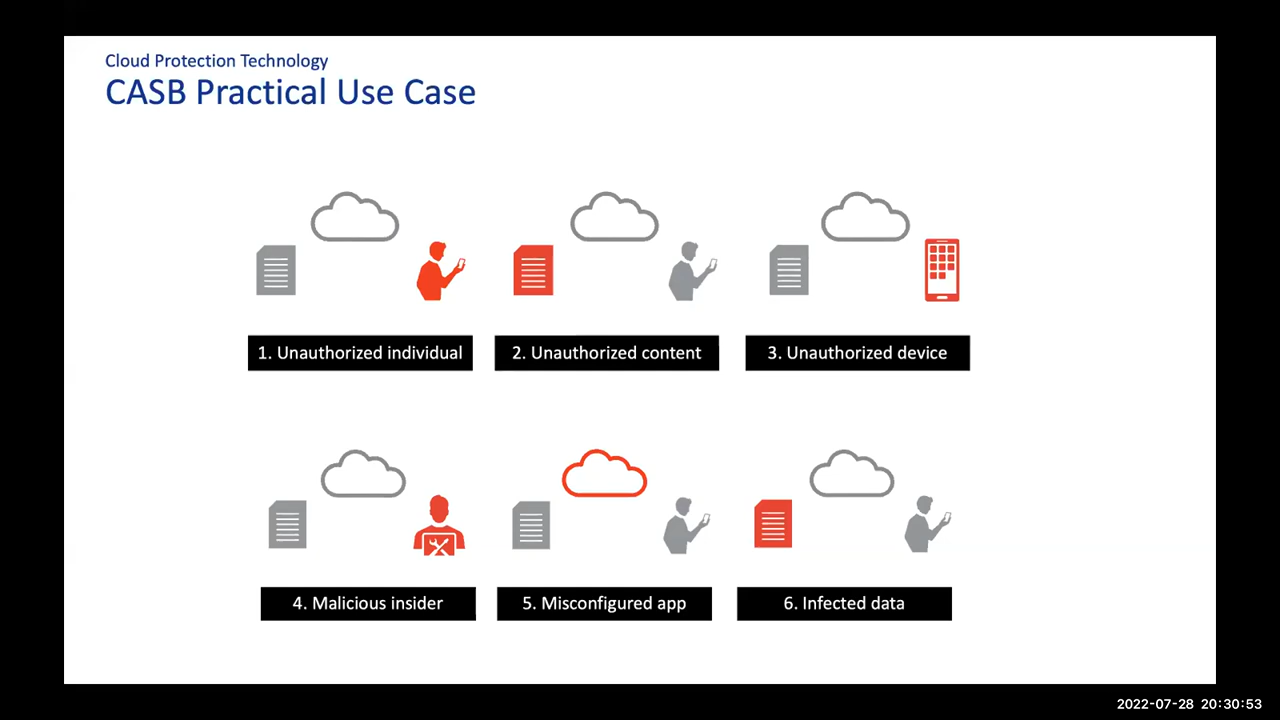 Cloud Protection Technology
CASB Practical Use Case
1. Unauthorized individual
2. Unauthorized content
3. Unauthorized device
4. Malicious insider
5. Misconfigured app
6. Infected data
2022-07-28 20:30:53